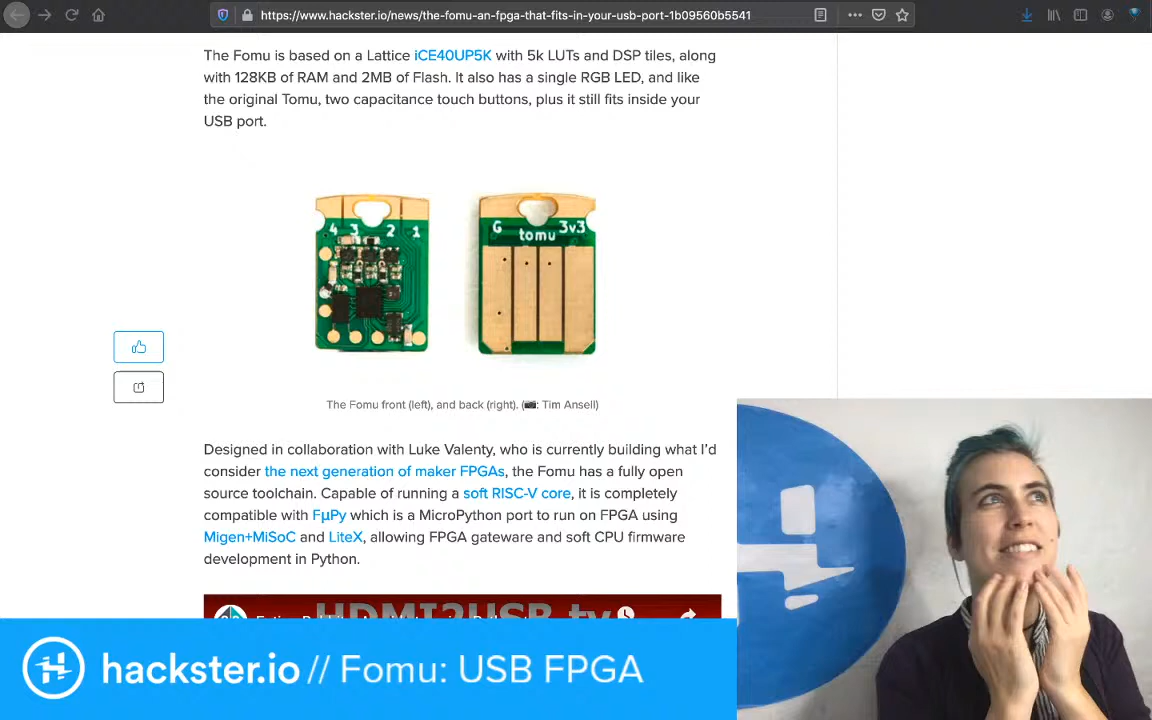 https://www.hackster.io/news/the-fomu-an-fpga-that-fits-in-your-usb-port-1b09560b5541
The Fomu is based on a Lattice iCE40UP5K with 5k LUTs and DSP tiles, along
with 128KB of RAM and 2MB of Flash. It also has a single RGB LED, and like
the original Tomu, two capacitance touch buttons, plus it still fits inside your
USB port.
4 3 2 1
G tomu 3v3
The Fomu front (left), and back (right). (📷: Tim Ansell)
Designed in collaboration with Luke Valenty, who is currently building what I'd
consider the next generation of maker FPGAs, the Fomu has a fully open
source toolchain. Capable of running a soft RISC-V core, it is completely
compatible with FμPy which is a MicroPython port to run on FPGA using
Migen+MiSoC and LiteX, allowing FPGA gateware and soft CPU firmware
development in Python.
HDMI2USB.tv
hackster.io // Fomu: USB FPGA